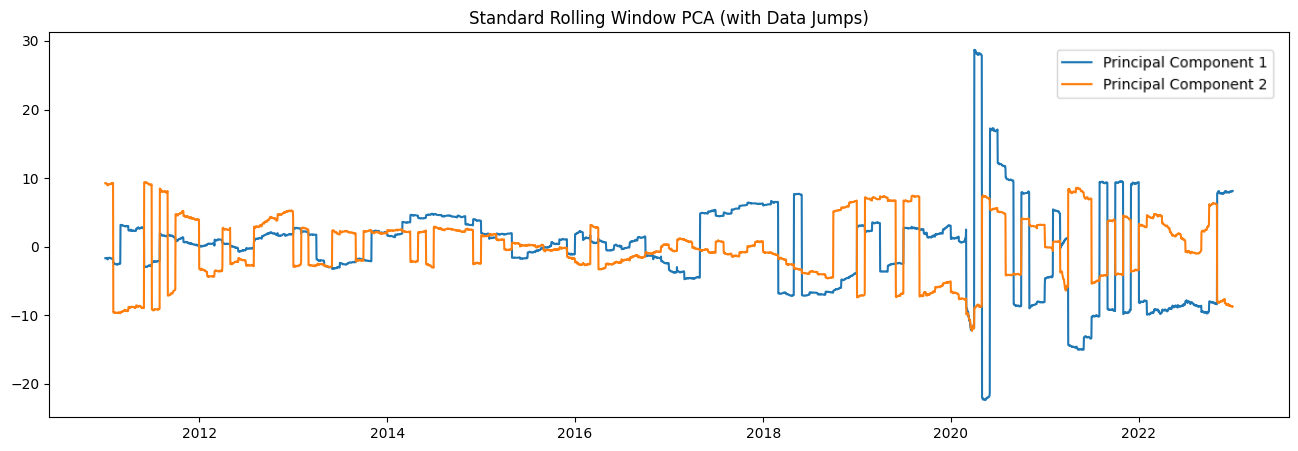 Standard Rolling Window PCA (with Data Jumps)
30
20
10
0
−10
−20
Principal Component 1
Principal Component 2
2012 2014 2016 2018 2020 2022